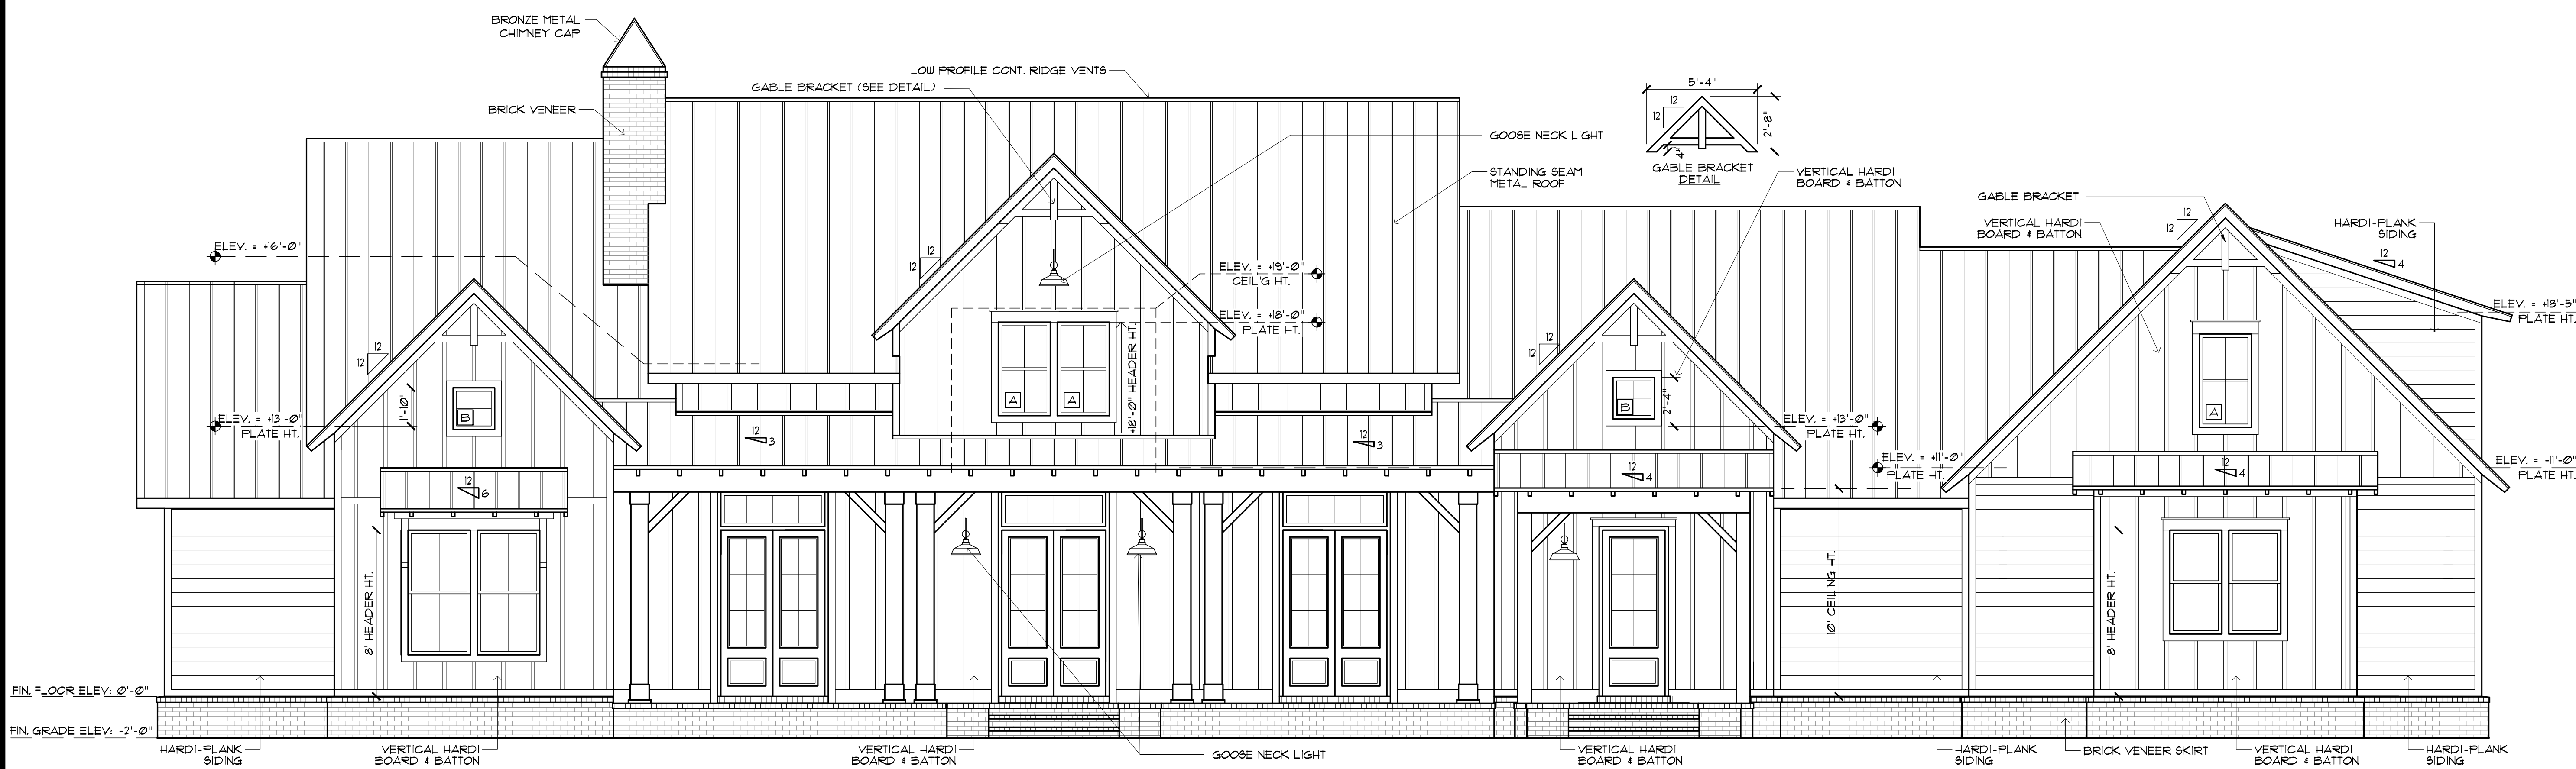 BRONZE METAL
CHIMNEY CAP
LOW PROFILE CONT. RIDGE VENTS
GABLE BRACKET (SEE DETAIL)
BRICK VENEER
GOOSE NECK LIGHT
STANDING SEAM
METAL ROOF
5'-4"
12
12
2'-8"
4"
GABLE BRACKET
DETAIL
VERTICAL HARDI
BOARD & BATTON
GABLE BRACKET
VERTICAL HARDI
BOARD & BATTON
12
12
HARDI-PLANK
SIDING
12
4
ELEV. = +16'-0"
12
12
ELEV. = +19'-0"
CEIL'G HT.
ELEV. = +18'-0"
PLATE HT.
+18'-0" HEADER HT.
ELEV. = +18'-5"
PLATE HT.
12
12
12
12
1'-10"
B
A
A
B
2'-4"
A
ELEV. = +13'-0"
PLATE HT.
12
3
12
3
ELEV. = +13'-0"
PLATE HT.
ELEV. = +11'-0"
PLATE HT.
ELEV. = +11'-0"
PLATE HT.
12
6
12
4
12
4
8' HEADER HT.
10' CEILING HT.
8' HEADER HT.
FIN. FLOOR ELEV: 0'-0"
FIN. GRADE ELEV: -2'-0"
HARDI-PLANK
SIDING
VERTICAL HARDI
BOARD & BATTON
VERTICAL HARDI
BOARD & BATTON
GOOSE NECK LIGHT
VERTICAL HARDI
BOARD & BATTON
HARDI-PLANK
SIDING
BRICK VENEER SKIRT
VERTICAL HARDI
BOARD & BATTON
HARDI-PLANK
SIDING